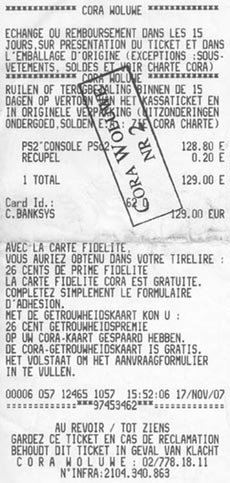 ********** CORA WOLUWE **********
ECHANGE OU REMBOURSEMENT DANS LES 15
JOURS,SUR PRESENTATION DU TICKET ET DANS
L'EMBALLAGE D'ORIGINE (EXCEPTIONS :SOUS-
VETEMENTS, SOLDES ET VOIR CHARTE CORA)
********** CORA WOLUWE **********
RUILEN OF TERUGBETALING BINNEN DE 15
DAGEN OP VERTOON VAN HET KASSATICKET EN
IN ORIGINELE VERPAKKING (UITZONDERINGEN
ONDERGOED,SOLDEN EN ZIE CORA CHARTE)
PS2 CONSOLE PS62 128.80 E
RECUPEL 0.20 E
1 TOTAL 129.00 E
Card Id.:
C.BANKSYS 129.00 EUR
CORA WOLUWE
NR 2
AVEC LA CARTE FIDELITE,
VOUS AURIEZ OBTENU DANS VOTRE TIRELIRE :
26 CENTS DE PRIME FIDELITE
LA CARTE FIDELITE CORA EST GRATUITE.
COMPLETEZ SIMPLEMENT LE FORMULAIRE
D'ADHESION.
MET DE GETROUWHEIDSKAART KON U :
26 CENT GETROUWHEIDSPREMIE
OP UW CORA-KAART GESPAARD HEBBEN.
DE CORA-GETROUWHEIDSKAART IS GRATIS.
HET VOLSTAAT OM HET AANVRAAGFORMULIER
IN TE VULLEN.
00006 057 12465 1057 15:52:06 17/NOV/07
***97453462***
AU REVOIR / TOT ZIENS
GARDEZ CE TICKET EN CAS DE RECLAMATION
BEHOUDT DIT TICKET IN GEVAL VAN KLACHT
C O R A W O L U W E : 02/778.18.11
N°INFRA:2104.940.863